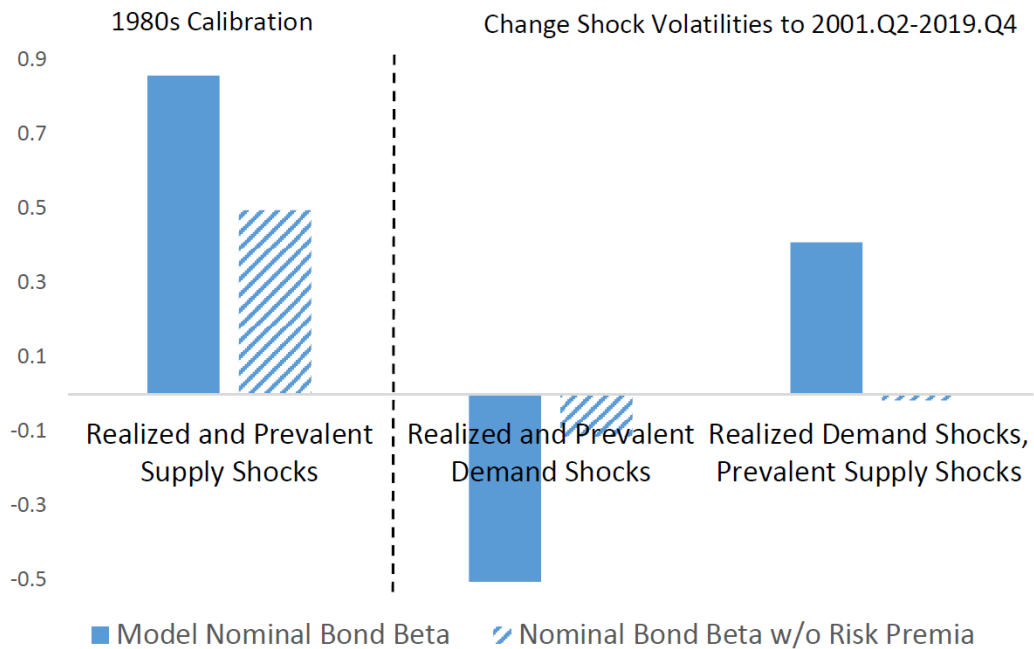 1980s Calibration
Change Shock Volatilities to 2001.Q2-2019.Q4
0.9
0.7
0.5
0.3
0.1
-0.1
-0.3
-0.5
Realized and Prevalent
Supply Shocks
Realized and Prevalent
Demand Shocks
Realized Demand Shocks,
Prevalent Supply Shocks
Model Nominal Bond Beta
Nominal Bond Beta w/o Risk Premia